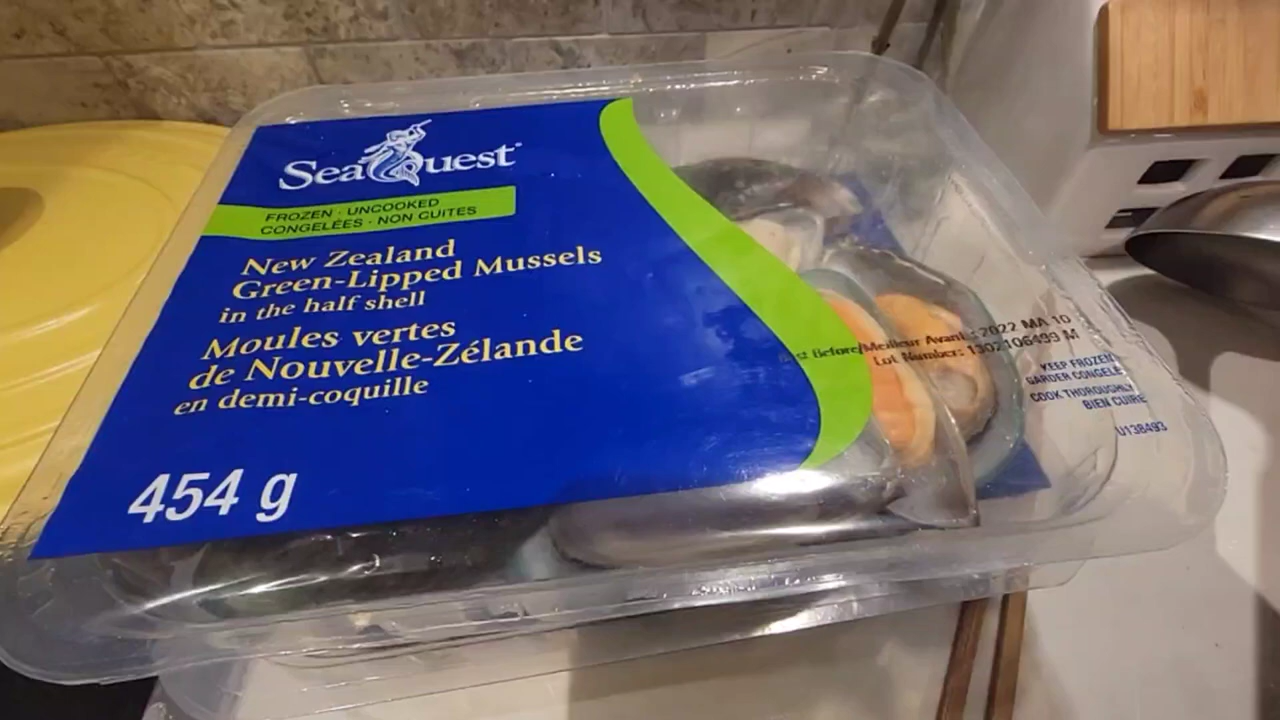 SeaQuest
FROZEN · UNCOOKED
CONGELÉES · NON CUITES
New Zealand
Green-Lipped Mussels
in the half shell
Moules vertes
de Nouvelle-Zélande
en demi-coquille
454 g
Best Before/Meilleur Avant: 2022 MA 10
Lot Number: 1302106499 M
KEEP FROZEN
GARDER CONGELÉ
COOK THOROUGHLY
BIEN CUIRE
U138493